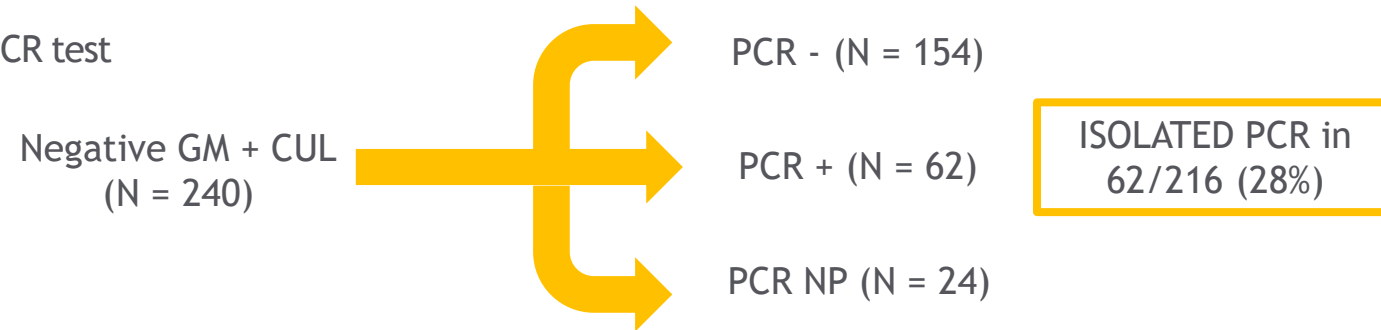 CR test
Negative GM + CUL
(N = 240)
PCR - (N = 154)
PCR + (N = 62)
PCR NP (N = 24)
ISOLATED PCR in
62/216 (28%)